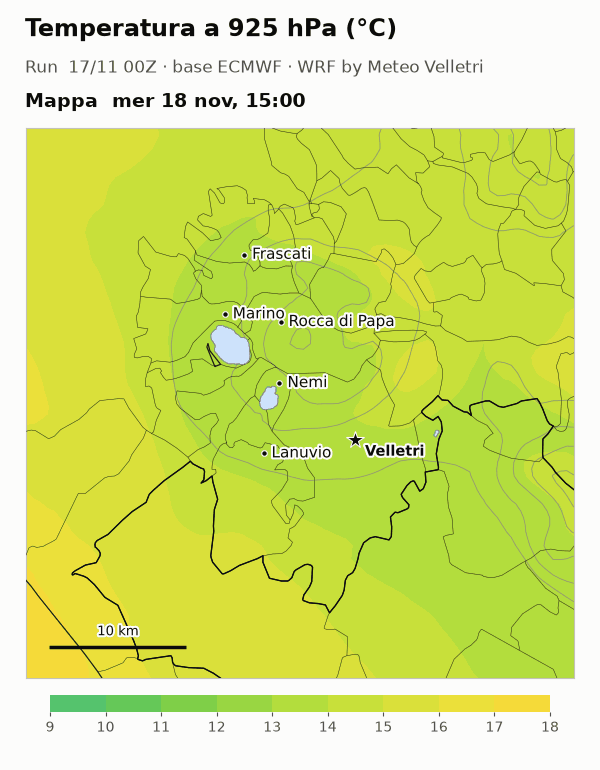 Temperatura a 925 hPa (°C)
Run 17/11 00Z · base ECMWF · WRF by Meteo Velletri
Mappa mer 18 nov, 15:00
Frascati
Marino
Rocca di Papa
Nemi
Velletri
Lanuvio
10 km
9 10 11 12 13 14 15 16 17 18